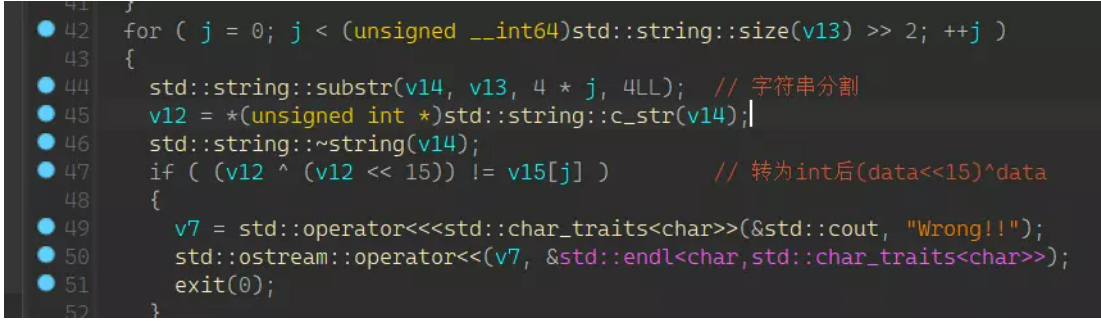 41 }
42 for ( j = 0; j < (unsigned __int64)std::string::size(v13) >> 2; ++j )
43 {
44 std::string::substr(v14, v13, 4 * j, 4LL); // 字符串分割
45 v12 = *(unsigned int *)std::string::c_str(v14);
46 std::string::~string(v14);
47 if ( (v12 ^ (v12 << 15)) != v15[j] ) // 转为int后(data<<15)^data
48 {
49 v7 = std::operator<<<std::char_traits<char>>(&std::cout, "Wrong!!");
50 std::ostream::operator<<(v7, &std::endl<char,std::char_traits<char>>);
51 exit(0);
52 }